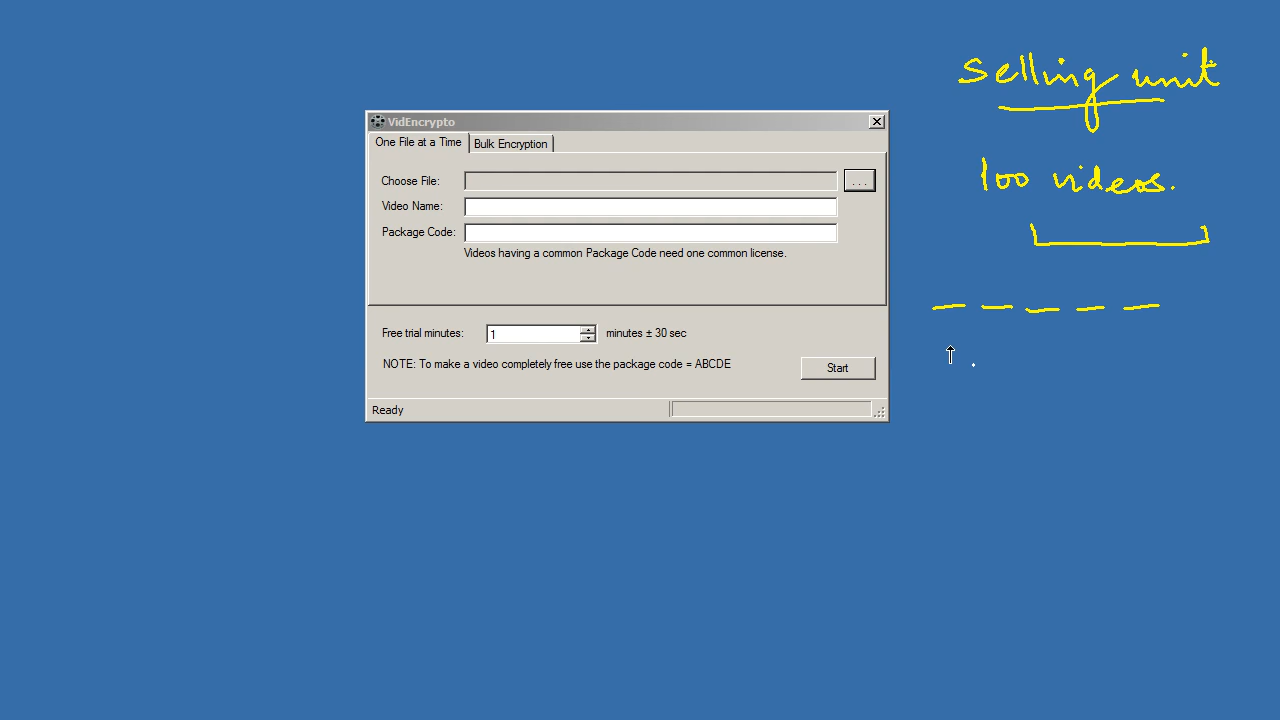 selling unit
VidEncrypto
One File at a Time Bulk Encryption
100 videos.
Choose File: ...
Video Name:
Package Code:
Videos having a common Package Code need one common license.
Free trial minutes: 1 minutes ± 30 sec
NOTE: To make a video completely free use the package code = ABCDE
Start
Ready